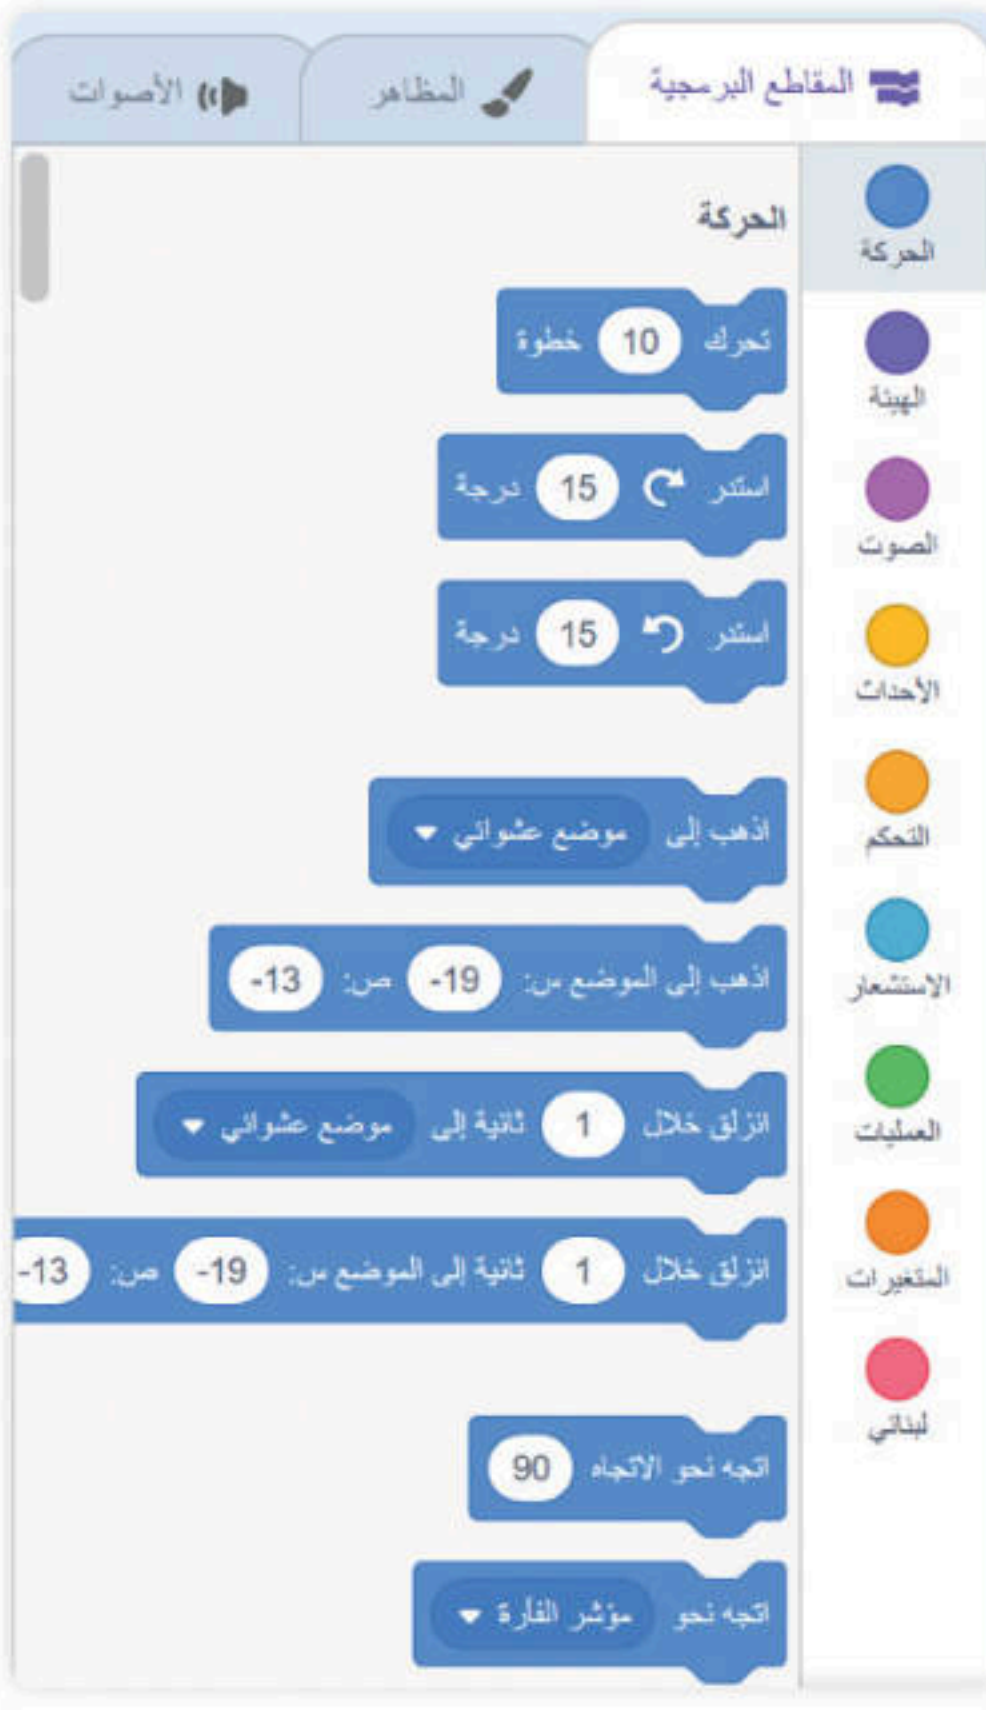 المقاطع البرمجية المظاهر الأصوات
الحركة
الهيئة
الصوت
الأحداث
التحكم
الاستشعار
العمليات
المتغيرات
لبناتي
الحركة
تحرك 10 خطوة
استدر 15 درجة
استدر 15 درجة
اذهب إلى موضع عشوائي
اذهب إلى الموضع س: -19 ص: -13
انزلق خلال 1 ثانية إلى موضع عشوائي
انزلق خلال 1 ثانية إلى الموضع س: -19 ص: -13
اتجه نحو الاتجاه 90
اتجه نحو مؤشر الفأرة